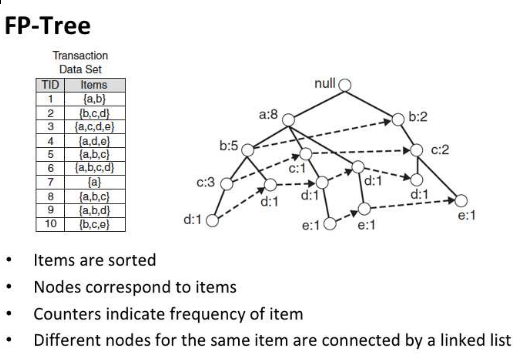 FP-Tree
Transaction
Data Set
TID Items
1 {a,b}
2 {b,c,d}
3 {a,c,d,e}
4 {a,d,e}
5 {a,b,c}
6 {a,b,c,d}
7 {a}
8 {a,b,c}
9 {a,b,d}
10 {b,c,e}
null
a:8
b:2
b:5
c:2
c:1
c:3
d:1
d:1
d:1
d:1
d:1
e:1
e:1
e:1
• Items are sorted
• Nodes correspond to items
• Counters indicate frequency of item
• Different nodes for the same item are connected by a linked list